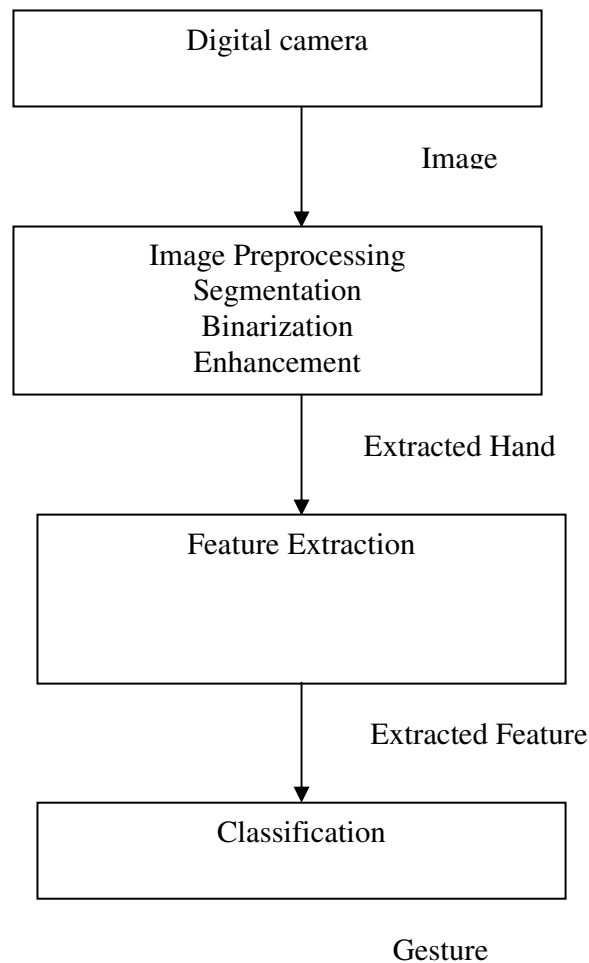 Digital camera
Image
Image Preprocessing
Segmentation
Binarization
Enhancement
Extracted Hand
Feature Extraction
Extracted Feature
Classification
Gesture